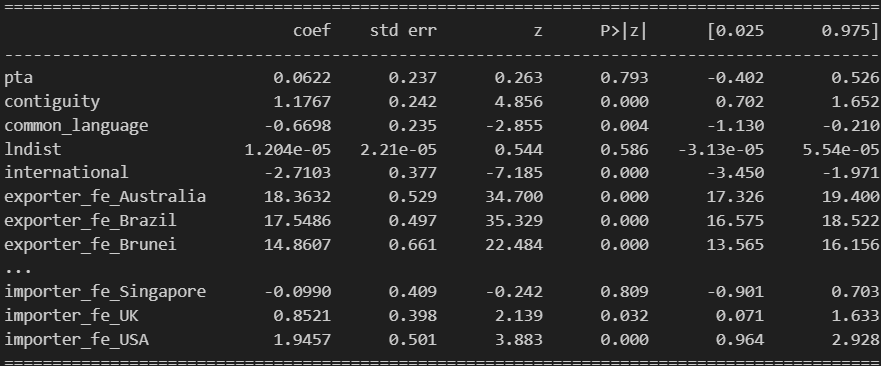 ==============================================================================================
coef std err z P>|z| [0.025 0.975]
----------------------------------------------------------------------------------------------
pta 0.0622 0.237 0.263 0.793 -0.402 0.526
contiguity 1.1767 0.242 4.856 0.000 0.702 1.652
common_language -0.6698 0.235 -2.855 0.004 -1.130 -0.210
lndist 1.204e-05 2.21e-05 0.544 0.586 -3.13e-05 5.54e-05
international -2.7103 0.377 -7.185 0.000 -3.450 -1.971
exporter_fe_Australia 18.3632 0.529 34.700 0.000 17.326 19.400
exporter_fe_Brazil 17.5486 0.497 35.329 0.000 16.575 18.522
exporter_fe_Brunei 14.8607 0.661 22.484 0.000 13.565 16.156
...
importer_fe_Singapore -0.0990 0.409 -0.242 0.809 -0.901 0.703
importer_fe_UK 0.8521 0.398 2.139 0.032 0.071 1.633
importer_fe_USA 1.9457 0.501 3.883 0.000 0.964 2.928
==============================================================================================